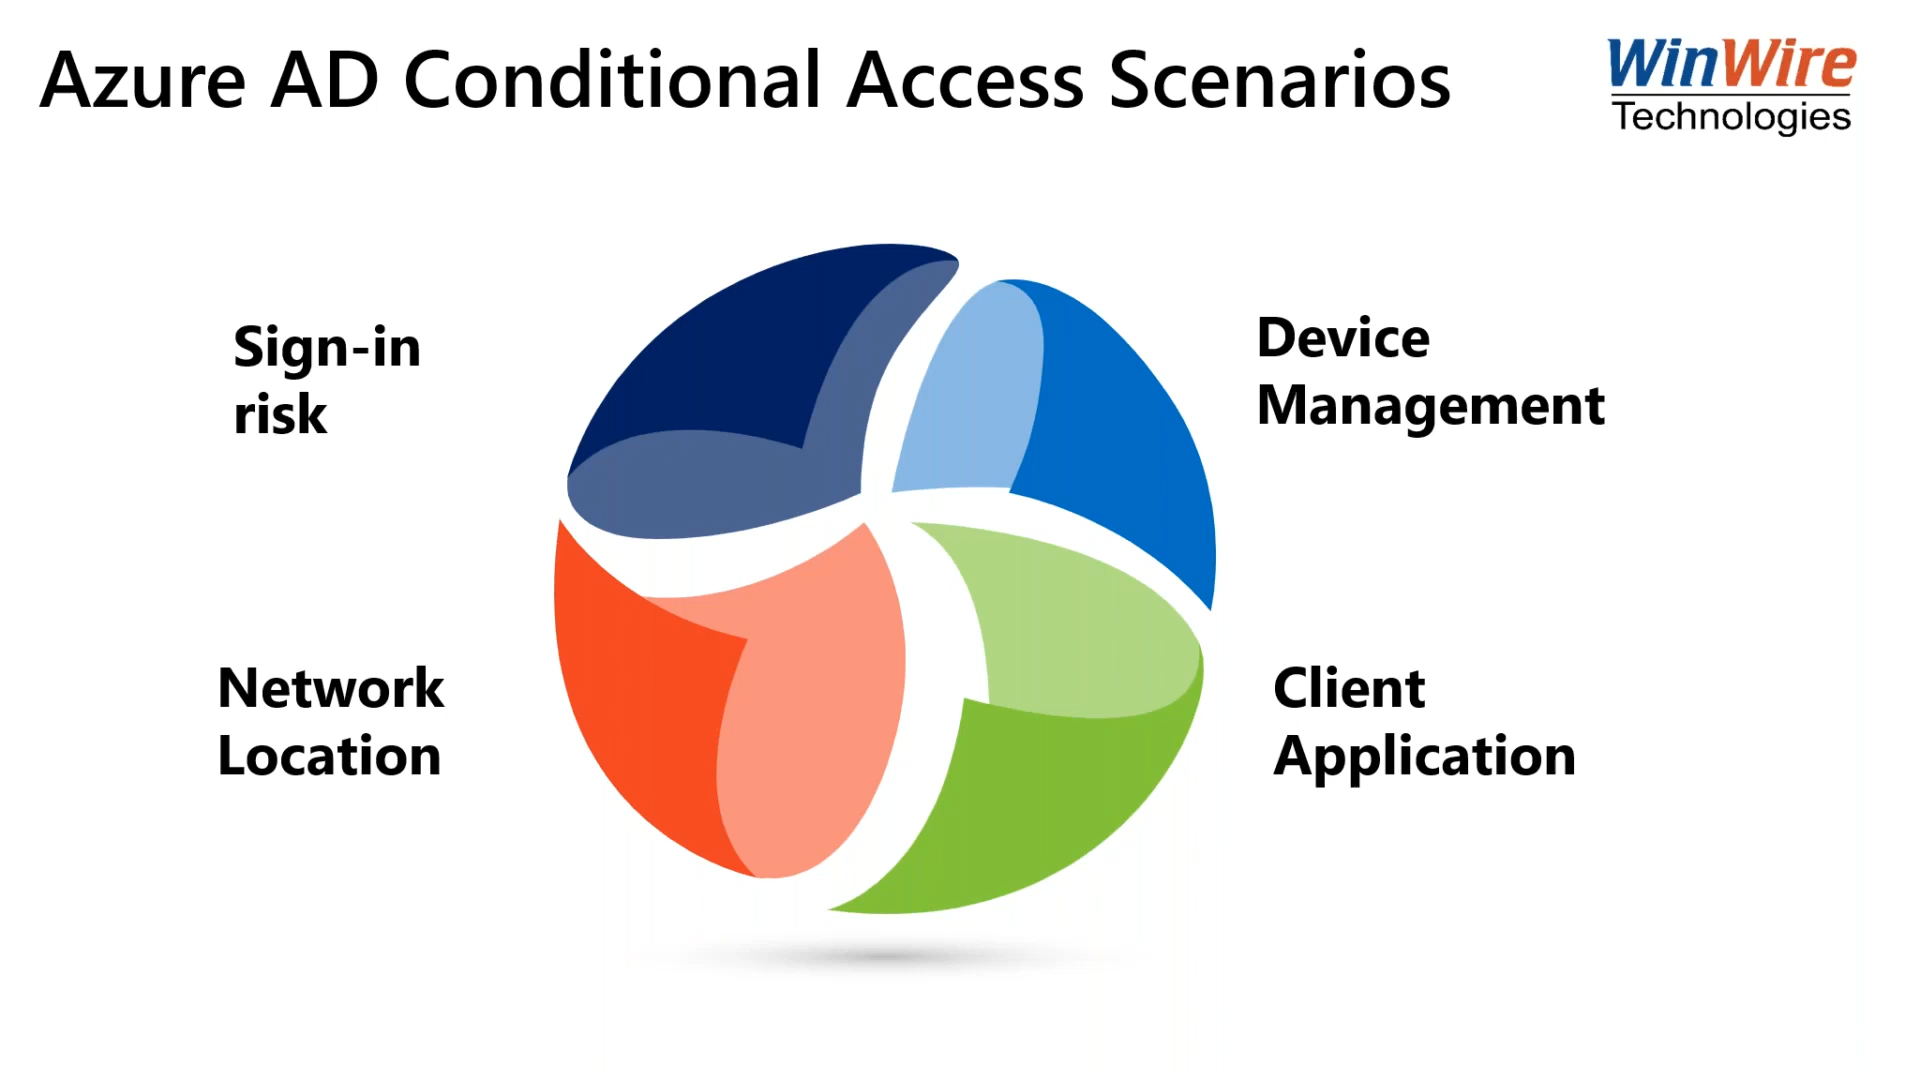 Azure AD Conditional Access Scenarios
WinWire
Technologies
Sign-in
risk
Device
Management
Network
Location
Client
Application